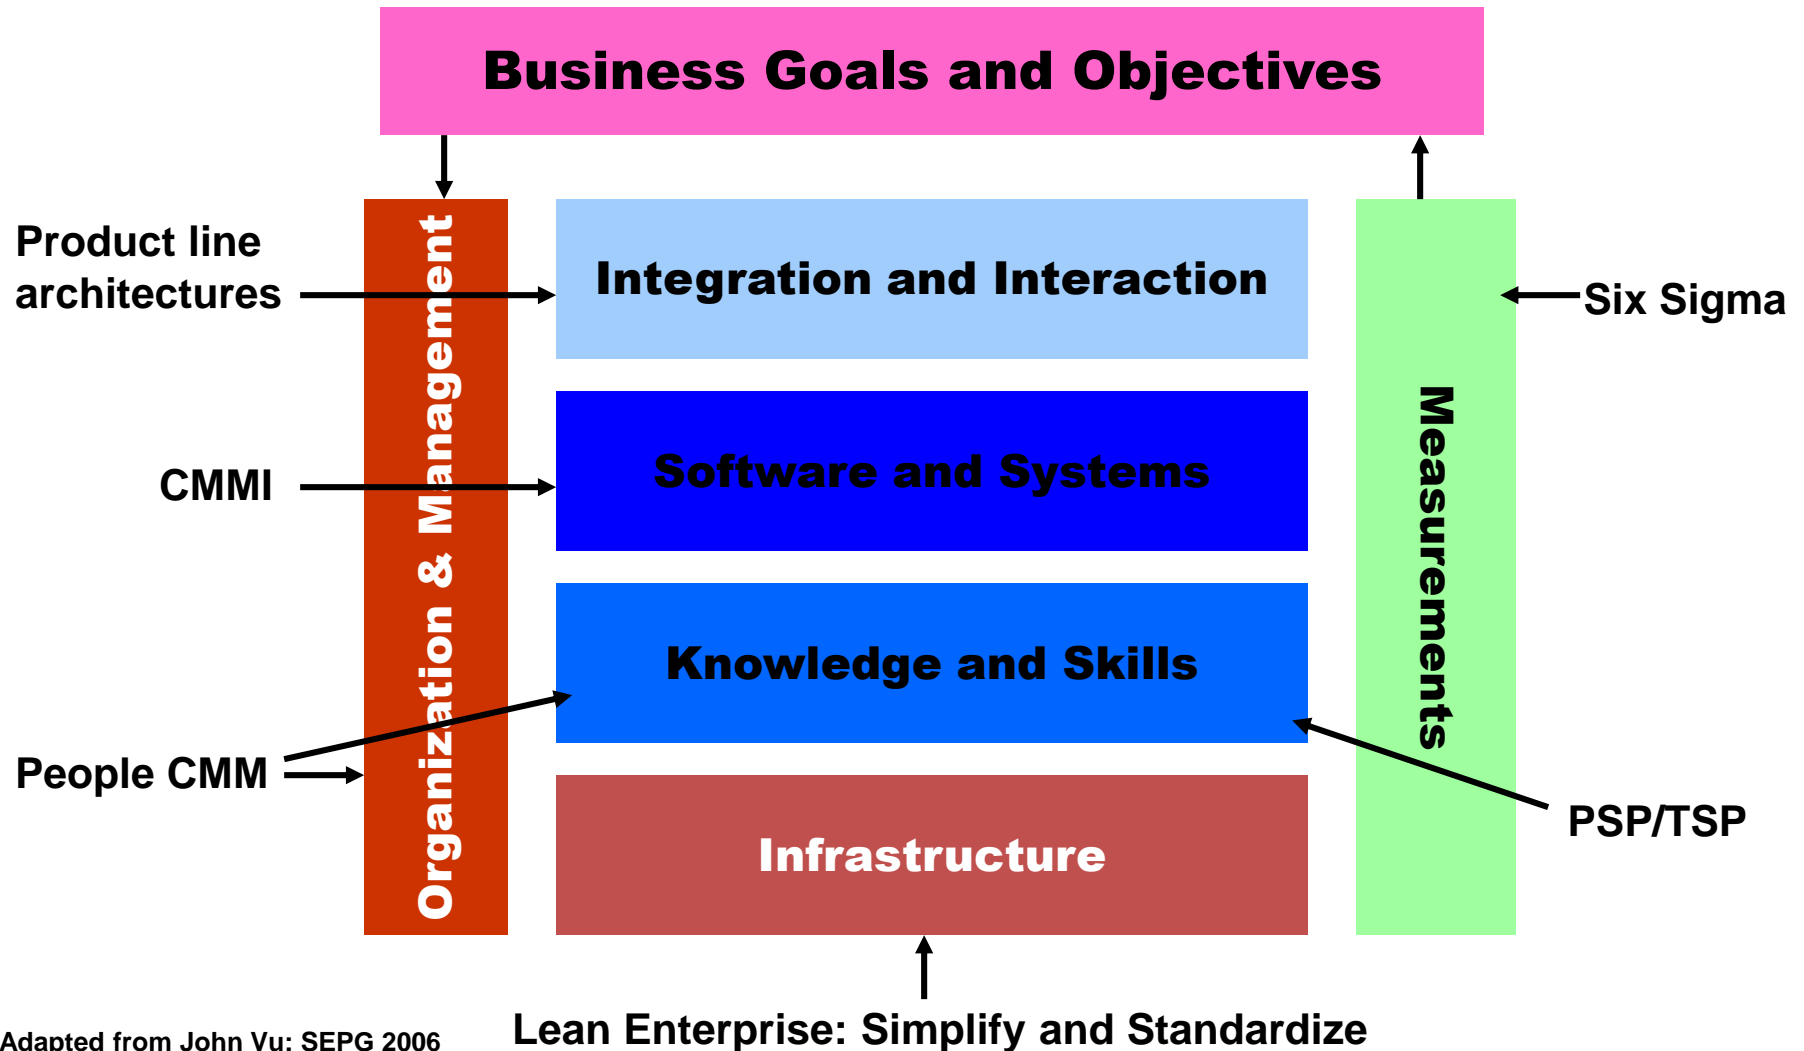 Business Goals and Objectives
Product line
architectures
Organization & Management
Integration and Interaction
Six Sigma
CMMI
Software and Systems
Measurements
Knowledge and Skills
People CMM
PSP/TSP
Infrastructure
Lean Enterprise: Simplify and Standardize
Adapted from John Vu: SEPG 2006